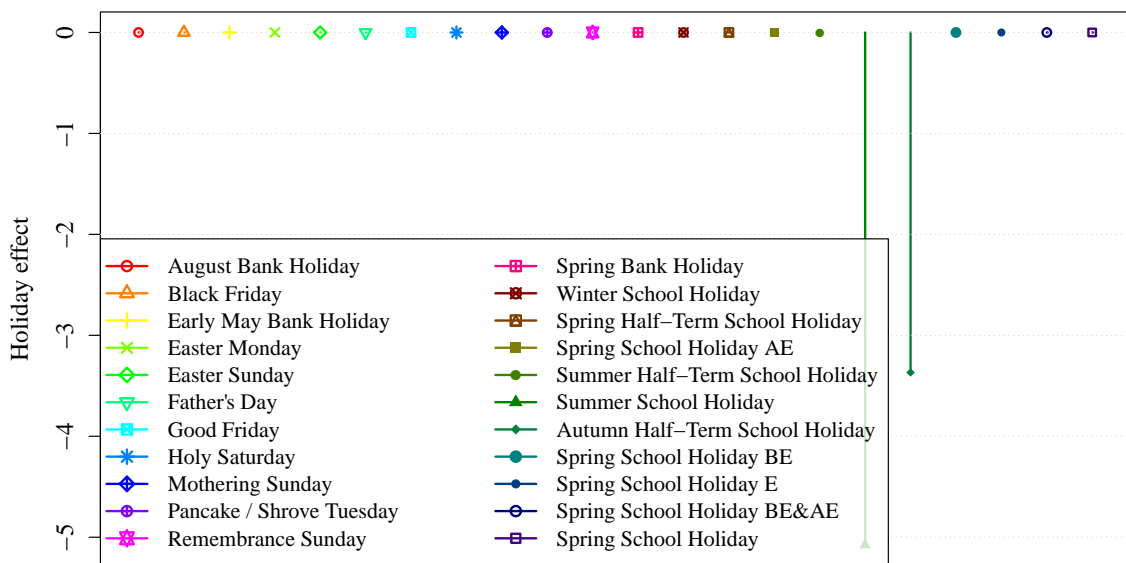 0
−1
−2
−3
−4
−5
Holiday effect
August Bank Holiday
Black Friday
Early May Bank Holiday
Easter Monday
Easter Sunday
Father's Day
Good Friday
Holy Saturday
Mothering Sunday
Pancake / Shrove Tuesday
Remembrance Sunday
Spring Bank Holiday
Winter School Holiday
Spring Half−Term School Holiday
Spring School Holiday AE
Summer Half−Term School Holiday
Summer School Holiday
Autumn Half−Term School Holiday
Spring School Holiday BE
Spring School Holiday E
Spring School Holiday BE&AE
Spring School Holiday